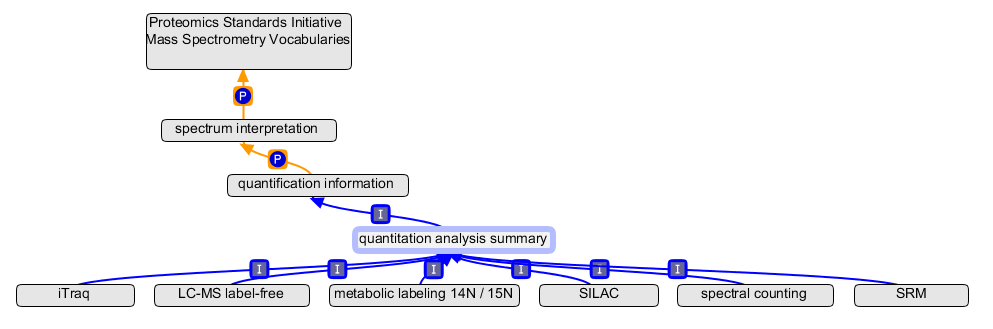 Proteomics Standards Initiative
Mass Spectrometry Vocabularies
P
spectrum interpretation
P
quantification information
I
quantitation analysis summary
I I I I I I
iTraq LC-MS label-free metabolic labeling 14N / 15N SILAC spectral counting SRM